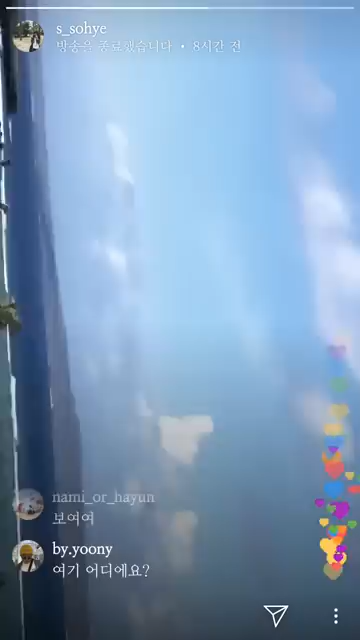 s_sohye
방송을 종료했습니다 • 8시간 전
nami_or_hayun
보여여
by.yoony
여기 어디에요?